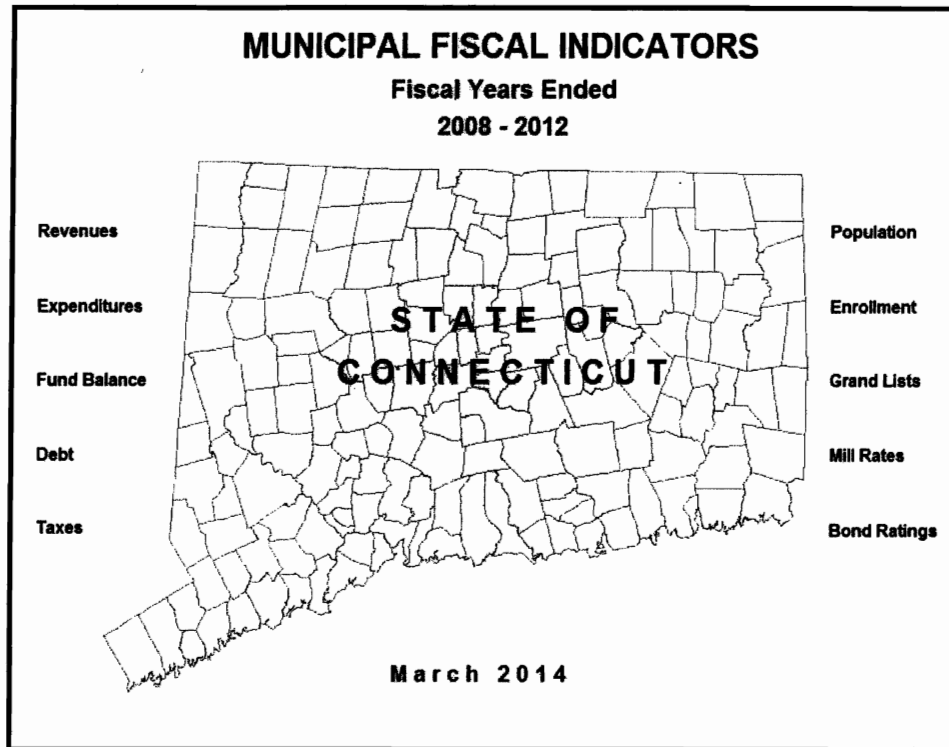 MUNICIPAL FISCAL INDICATORS
Fiscal Years Ended
2008 - 2012
Revenues
Expenditures
Fund Balance
Debt
Taxes
STATE OF
CONNECTICUT
Population
Enrollment
Grand Lists
Mill Rates
Bond Ratings
March 2014